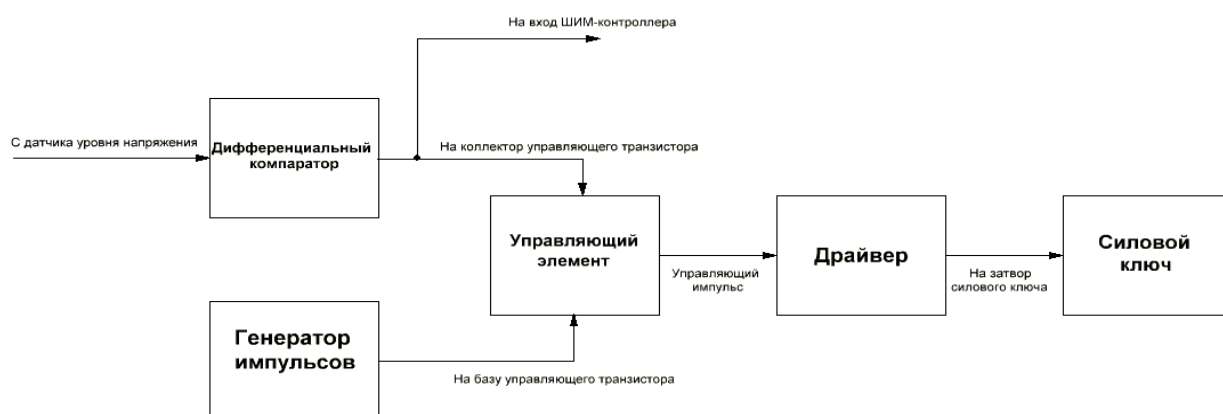 На вход ШИМ-контроллера
С датчика уровня напряжения
Дифференциальный
компаратор
На коллектор управляющего транзистора
Управляющий
элемент
Управляющий
импульс
Драйвер
На затвор
силового ключа
Силовой
ключ
Генератор
импульсов
На базу управляющего транзистора